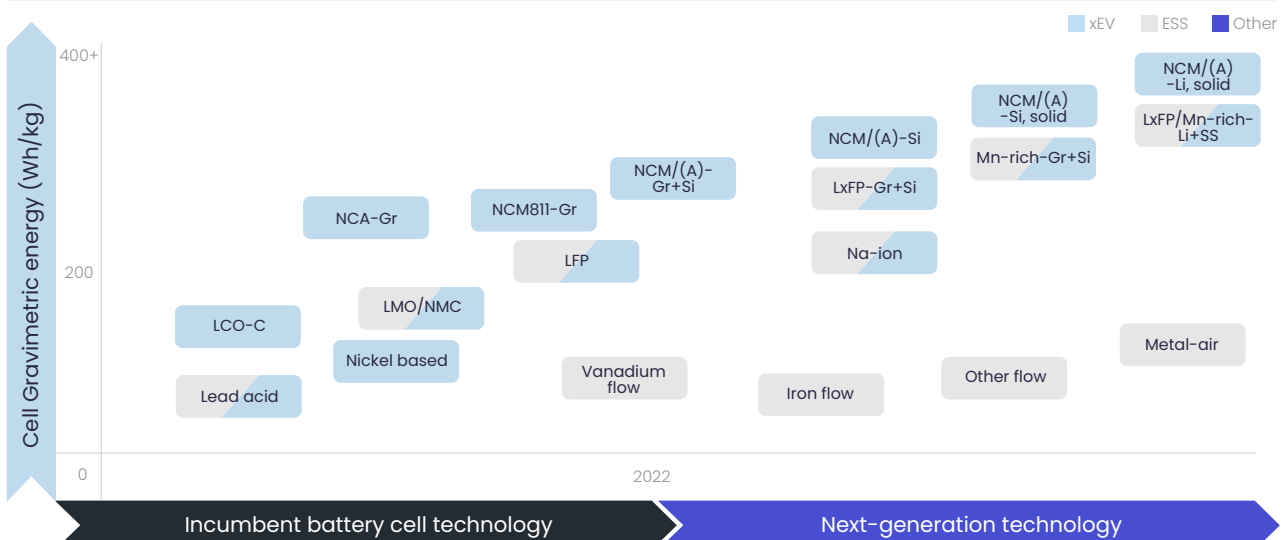 xEV
ESS
Other
Cell Gravimetric energy (Wh/kg)
400+
200
0
NCM/(A)
-Li, solid
NCM/(A)
-Si, solid
LxFP/Mn-rich-
Li+SS
NCM/(A)-Si
Mn-rich-Gr+Si
NCM/(A)-
Gr+Si
LxFP-Gr+Si
NCA-Gr
NCM811-Gr
LFP
Na-ion
LMO/NMC
LCO-C
Nickel based
Metal-air
Vanadium
flow
Other flow
Lead acid
Iron flow
2022
Incumbent battery cell technology
Next-generation technology